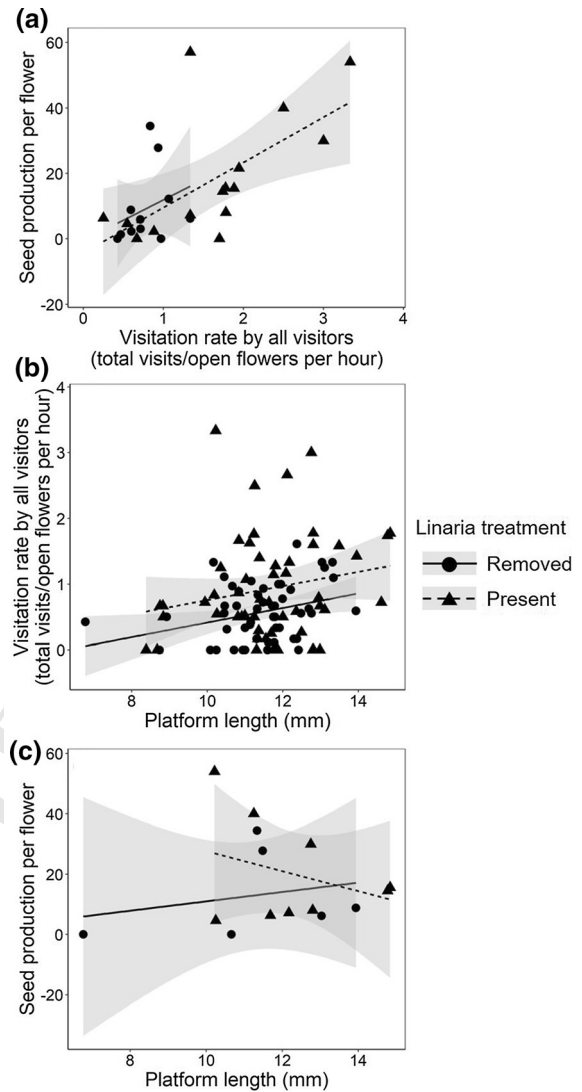 (a)
60
40
20
0
-20
Seed production per flower
0 1 2 3 4
Visitation rate by all visitors
(total visits/open flowers per hour)
(b)
4
3
2
1
0
Visitation rate by all visitors
(total visits/open flowers per hour)
8 10 12 14
Platform length (mm)
Linaria treatment
Removed
Present
(c)
60
40
20
0
-20
Seed production per flower
8 10 12 14
Platform length (mm)